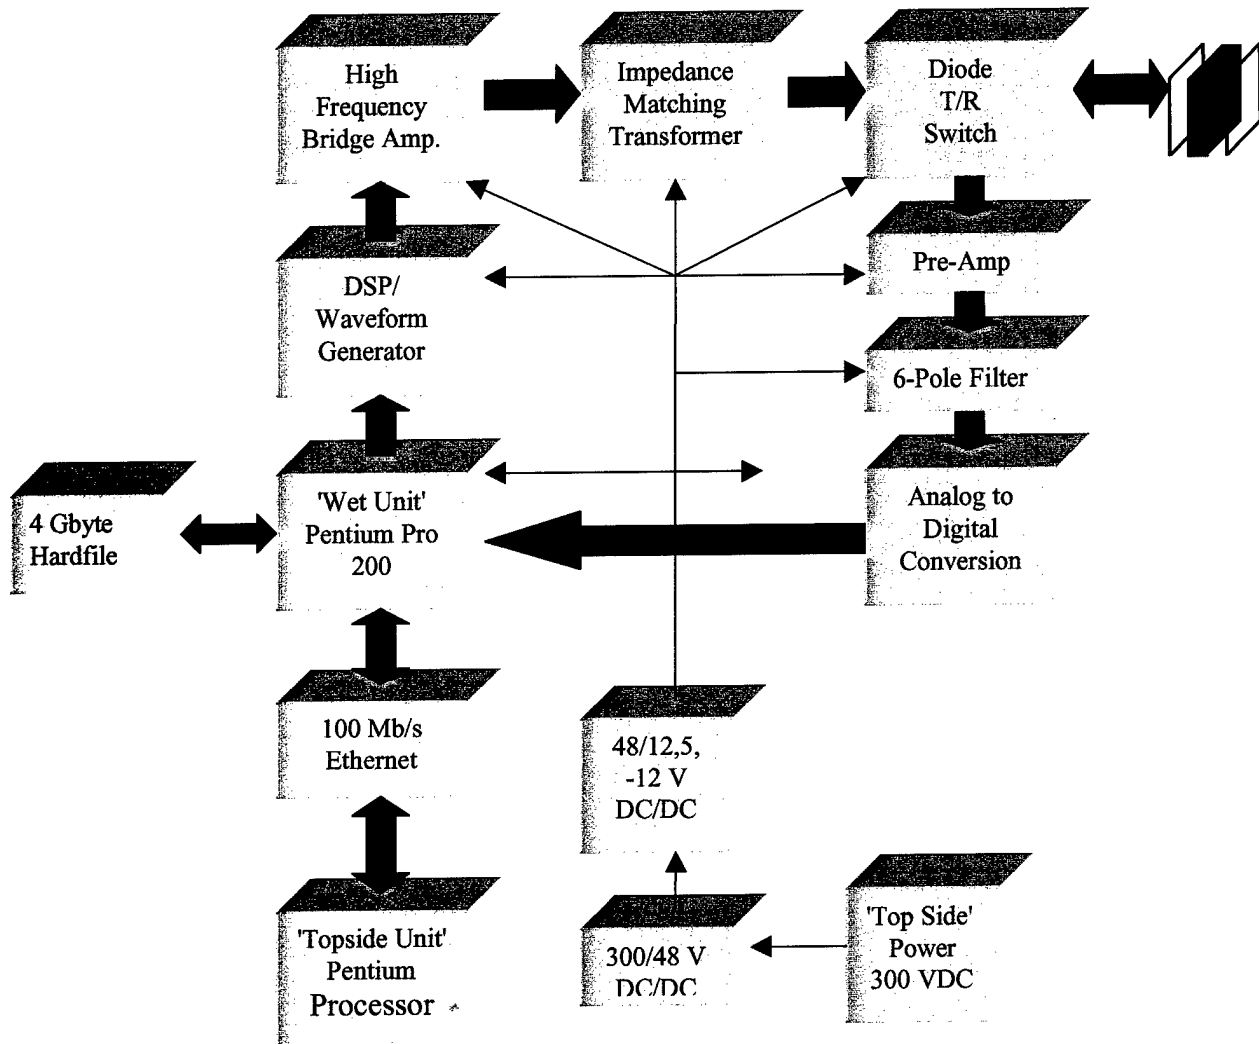 High
Frequency
Bridge Amp.
Impedance
Matching
Transformer
Diode
T/R
Switch
DSP/
Waveform
Generator
Pre-Amp
6-Pole Filter
4 Gbyte
Hardfile
'Wet Unit'
Pentium Pro
200
Analog to
Digital
Conversion
100 Mb/s
Ethernet
48/12,5,
-12 V
DC/DC
'Topside Unit'
Pentium
Processor
300/48 V
DC/DC
'Top Side'
Power
300 VDC